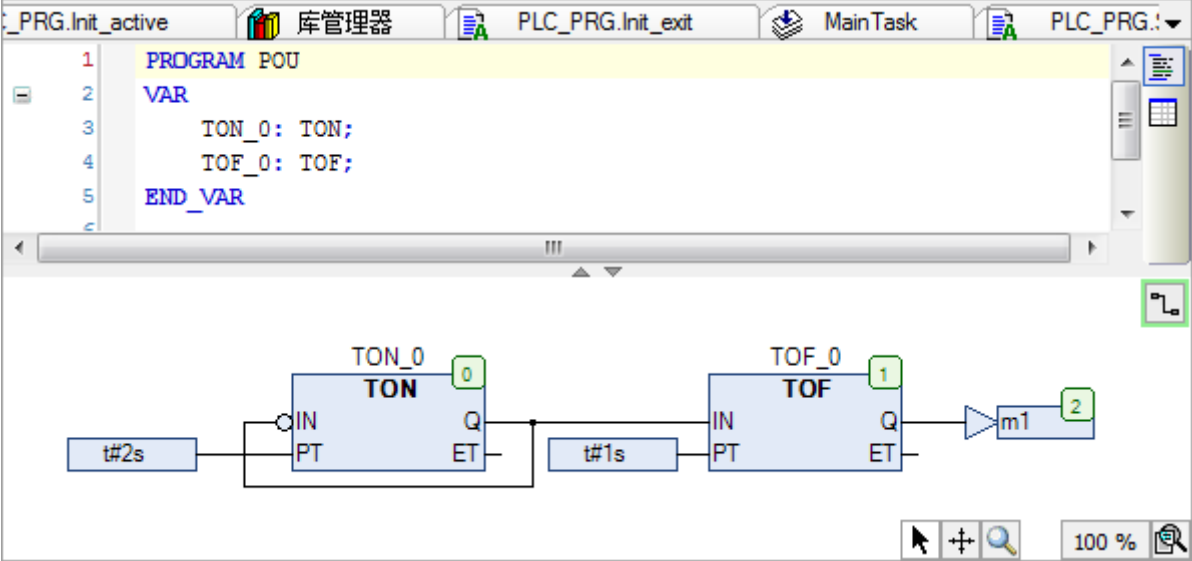 C_PRG.Init_active 库管理器 PLC_PRG.Init_exit MainTask PLC_PRG.
1 PROGRAM POU
2 VAR
3 TON_0: TON;
4 TOF_0: TOF;
5 END_VAR
6
TON_0 TOF_0
TON 0 TOF 1
IN Q IN Q m1 2
t#2s PT ET t#1s PT ET
100 %